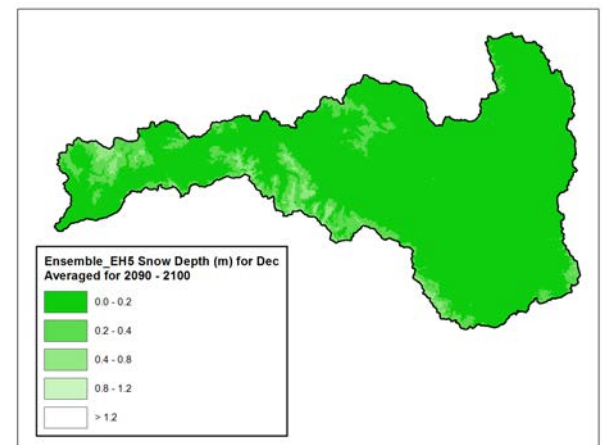 Ensemble_EH5 Snow Depth (m) for Dec
Averaged for 2090 - 2100
0.0 - 0.2
0.2 - 0.4
0.4 - 0.8
0.8 - 1.2
> 1.2